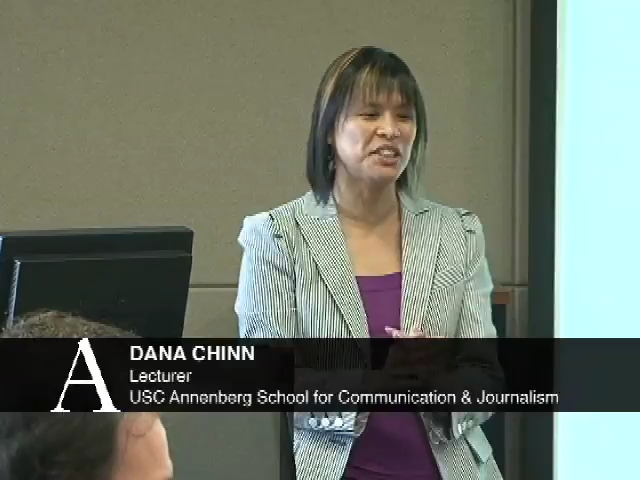 A
DANA CHINN
Lecturer
USC Annenberg School for Communication & Journalism